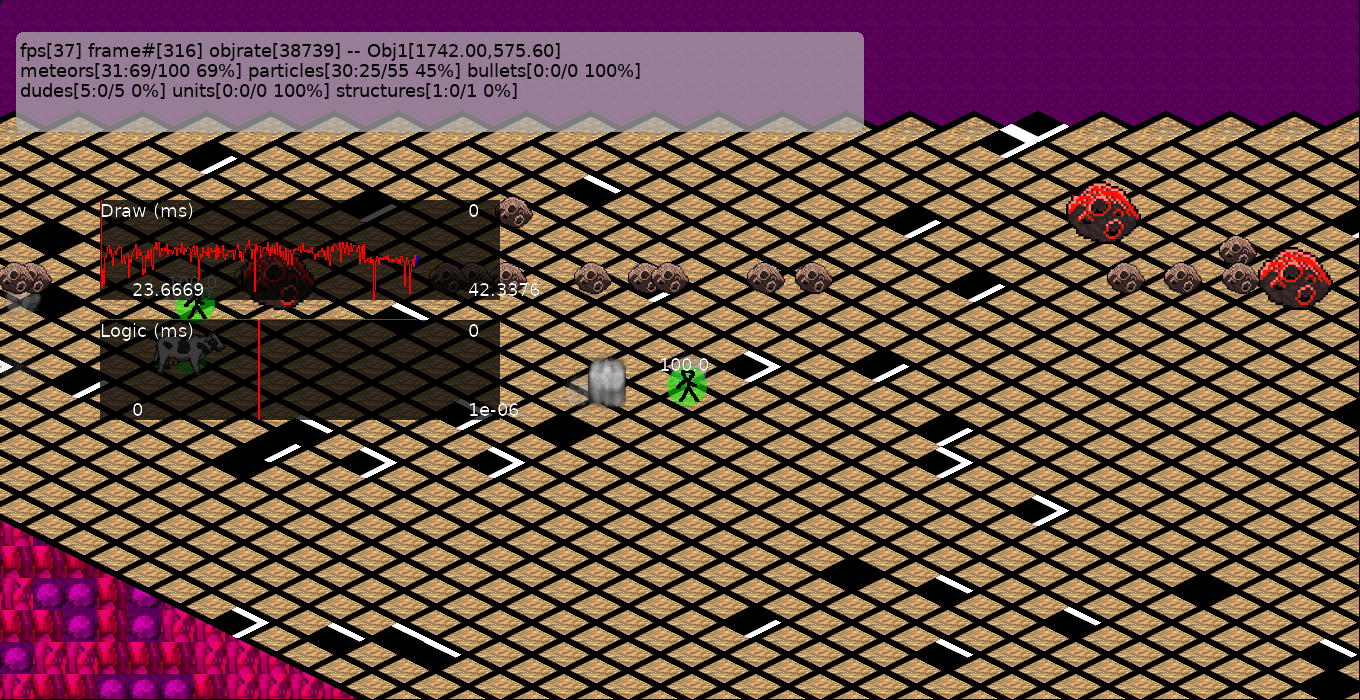 fps[37] frame#[316] objrate[38739] -- Obj1[1742.00,575.60]
meteors[31:69/100 69%] particles[30:25/55 45%] bullets[0:0/0 100%]
dudes[5:0/5 0%] units[0:0/0 100%] structures[1:0/1 0%]
Draw (ms) 0
23.6669 42.3376
Logic (ms) 0
100.0
0 1e-06